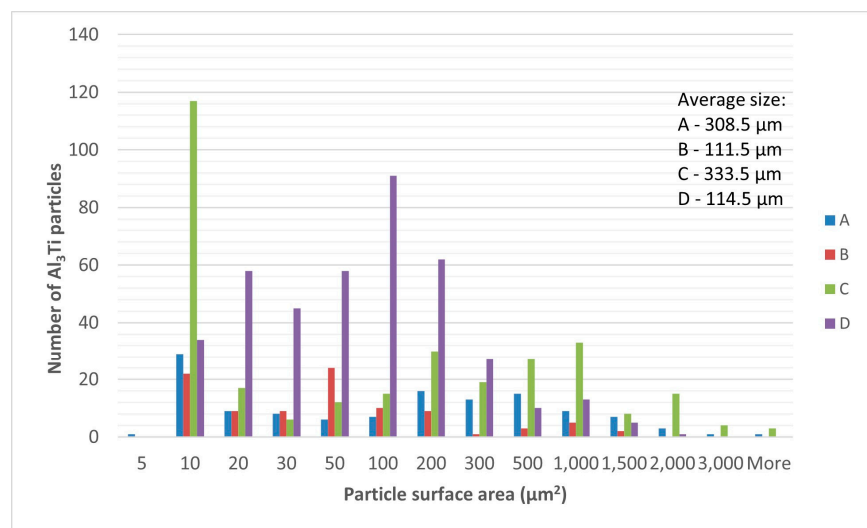 140
120
100
80
60
40
20
0
Number of Al₃Ti particles
Average size:
A - 308.5 µm
B - 111.5 µm
C - 333.5 µm
D - 114.5 µm
A
B
C
D
5 10 20 30 50 100 200 300 500 1,000 1,500 2,000 3,000 More
Particle surface area (µm²)